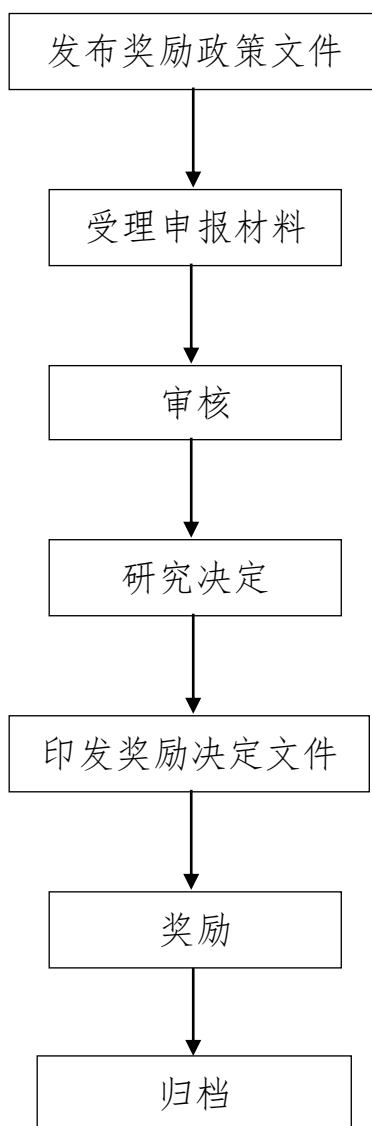 发布奖励政策文件
受理申报材料
审核
研究决定
印发奖励决定文件
奖励
归档